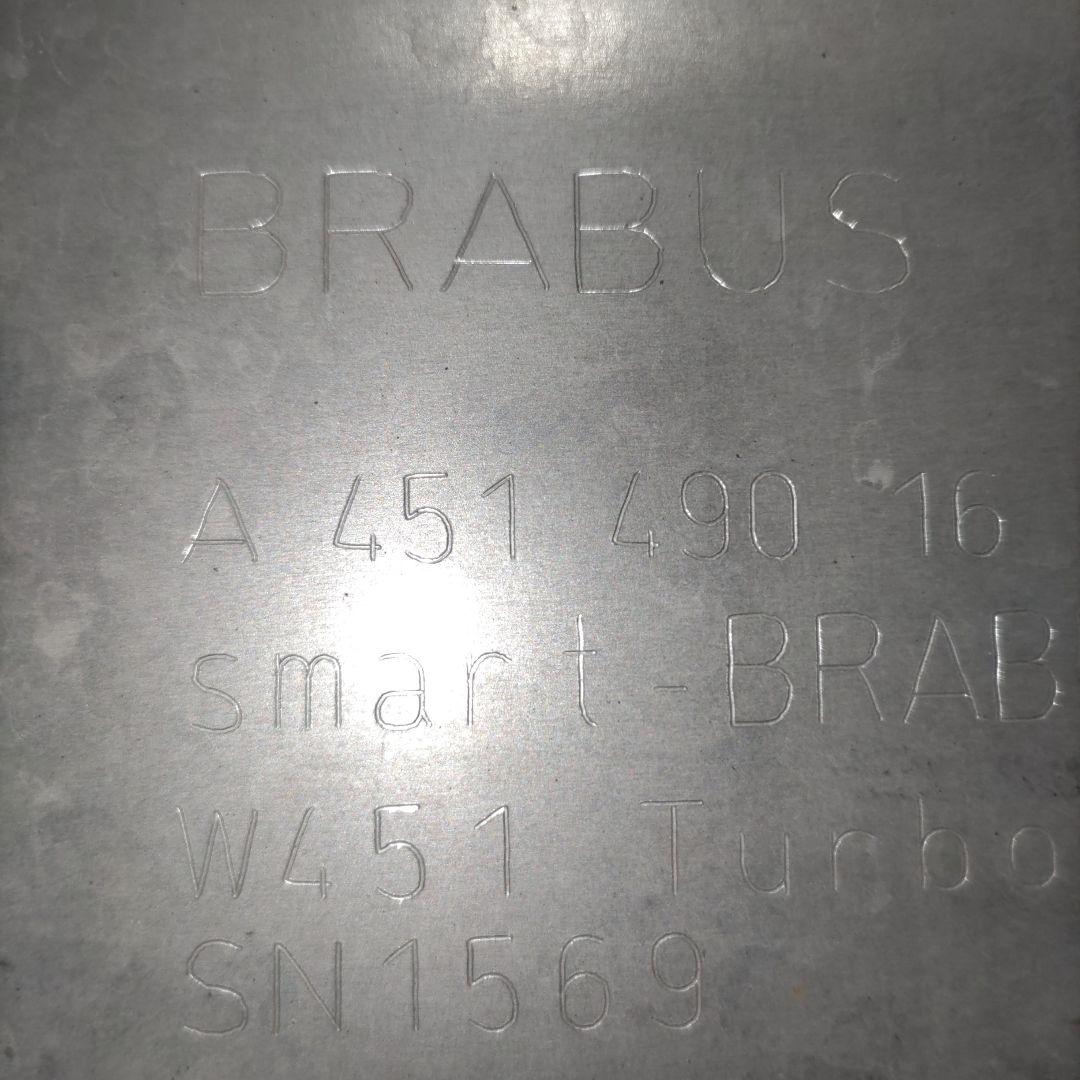 BRABUS
A 451 490 16
smart-BRAB
W451 Turbo
SN1569